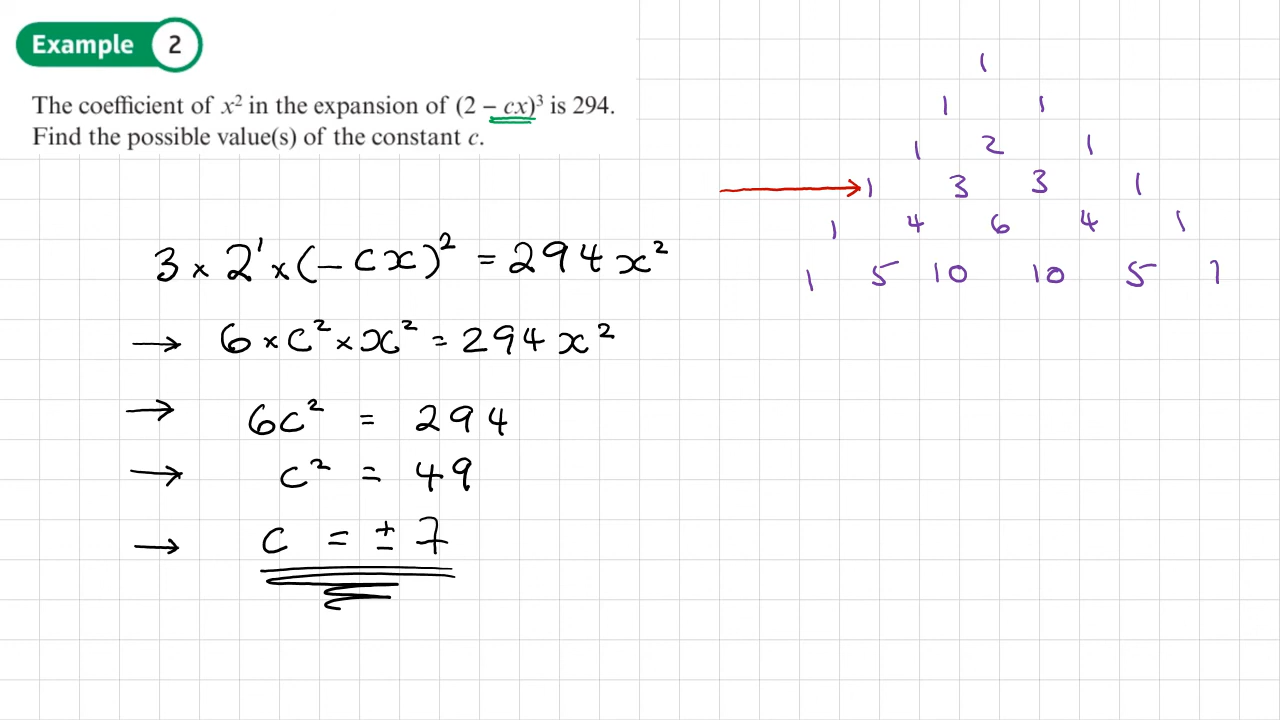 Example 2
The coefficient of x² in the expansion of (2 − cx)³ is 294.
Find the possible value(s) of the constant c.
3 × 2¹ × (− cx)² = 294x²
→ 6 × c² × x² = 294x²
→ 6c² = 294
→ c² = 49
→ c = ± 7
1
1 1
1 2 1
→ 1 3 3 1
1 4 6 4 1
1 5 10 10 5 1